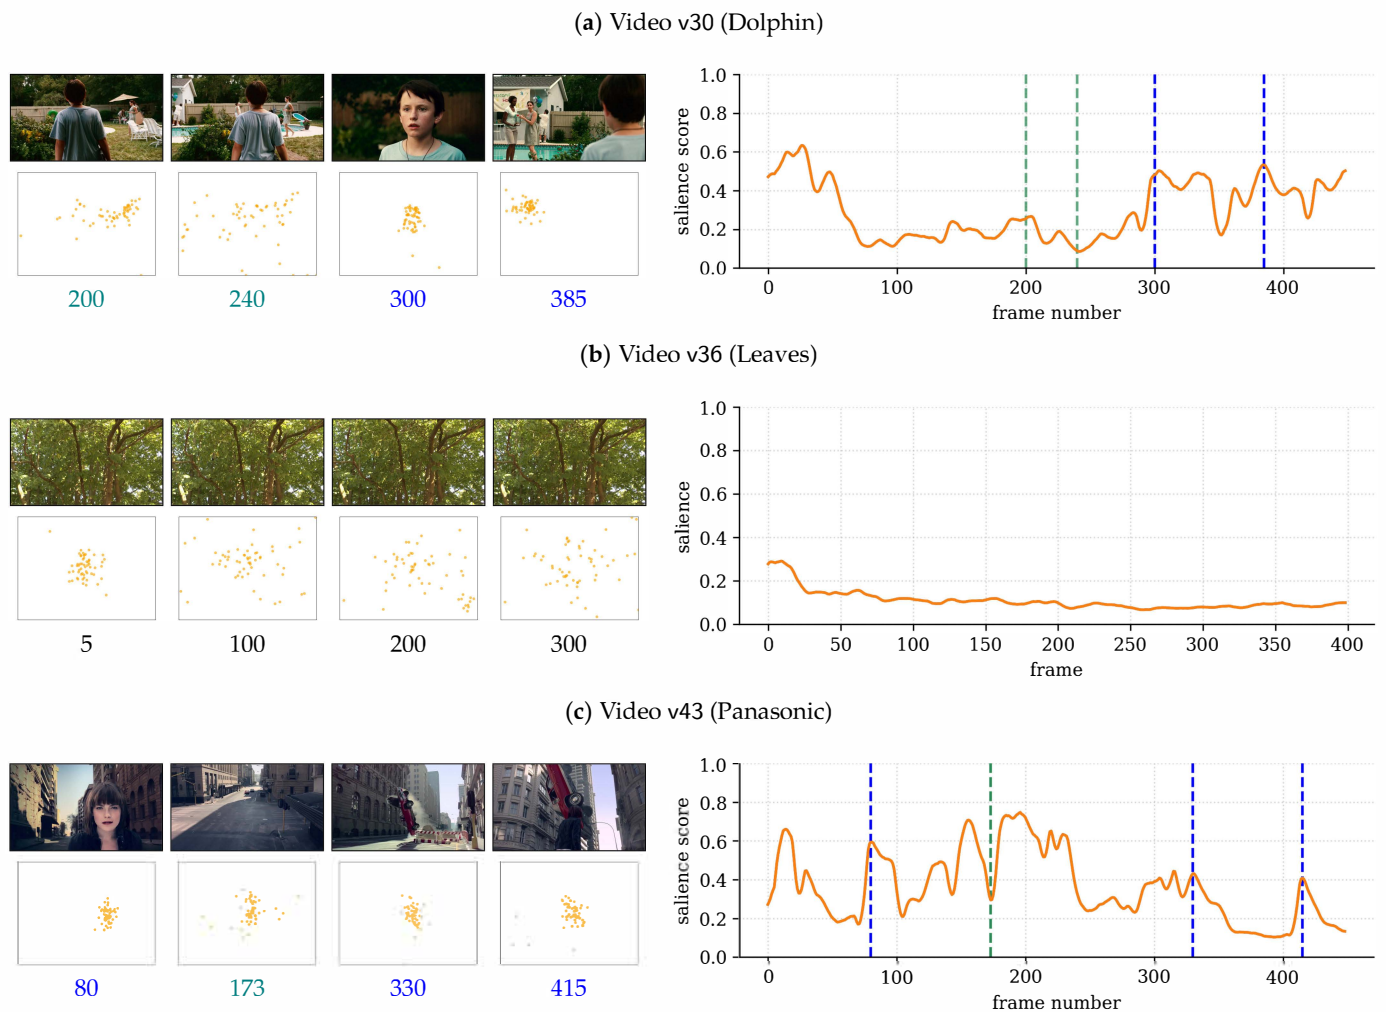 (a) Video v30 (Dolphin)
1.0
0.8
0.6
0.4
0.2
0.0
salience score
0 100 200 300 400
frame number
200 240 300 385
(b) Video v36 (Leaves)
1.0
0.8
0.6
0.4
0.2
0.0
salience
0 50 100 150 200 250 300 350 400
frame
5 100 200 300
(c) Video v43 (Panasonic)
1.0
0.8
0.6
0.4
0.2
0.0
salience score
0 100 200 300 400
frame number
80 173 330 415